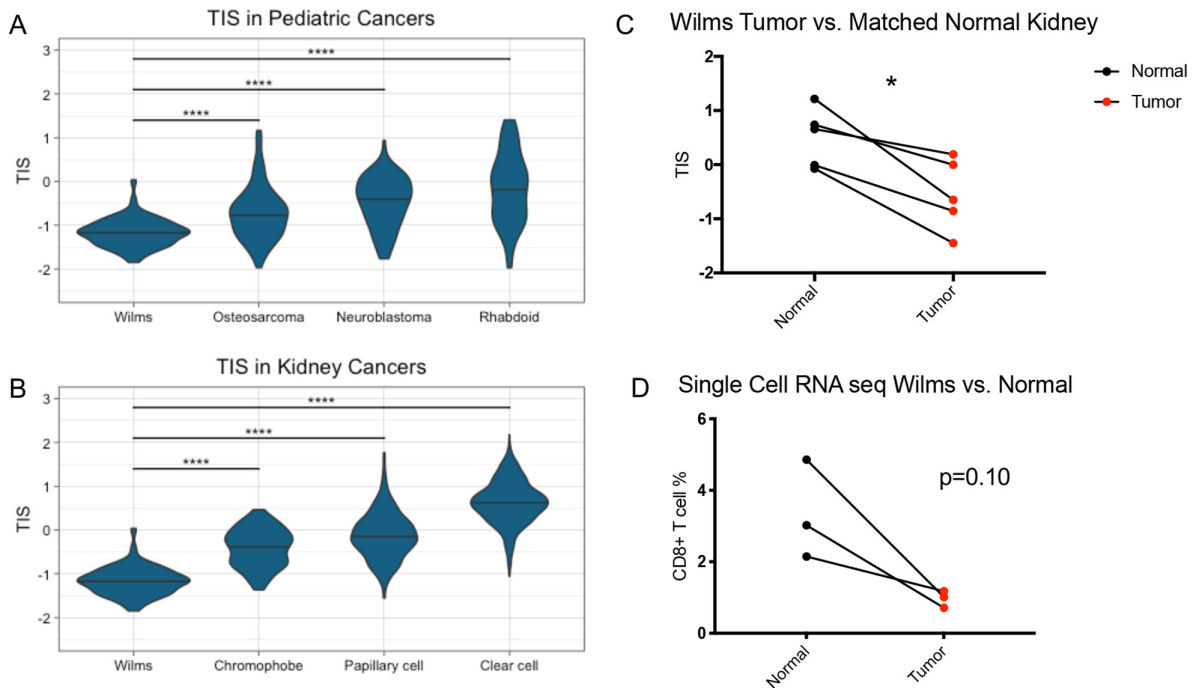 A
TIS in Pediatric Cancers
TIS
3
2
1
0
-1
-2
****
****
****
Wilms
Osteosarcoma
Neuroblastoma
Rhabdoid
B
TIS in Kidney Cancers
TIS
3
2
1
0
-1
-2
****
****
****
Wilms
Chromophobe
Papillary cell
Clear cell
C
Wilms Tumor vs. Matched Normal Kidney
TIS
2
1
0
-1
-2
*
Normal
Tumor
Normal
Tumor
D
Single Cell RNA seq Wilms vs. Normal
CD8+ T cell %
6
4
2
0
p=0.10
Normal
Tumor